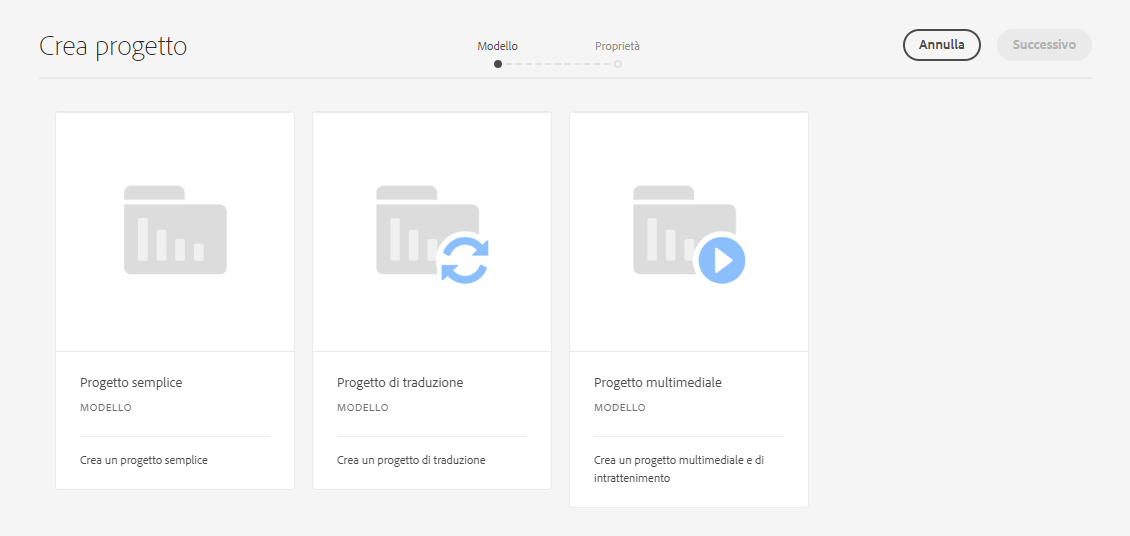 Crea progetto
Modello
Proprietà
Annulla
Successivo
Progetto semplice
MODELLO
Crea un progetto semplice
Progetto di traduzione
MODELLO
Crea un progetto di traduzione
Progetto multimediale
MODELLO
Crea un progetto multimediale e di
intrattenimento